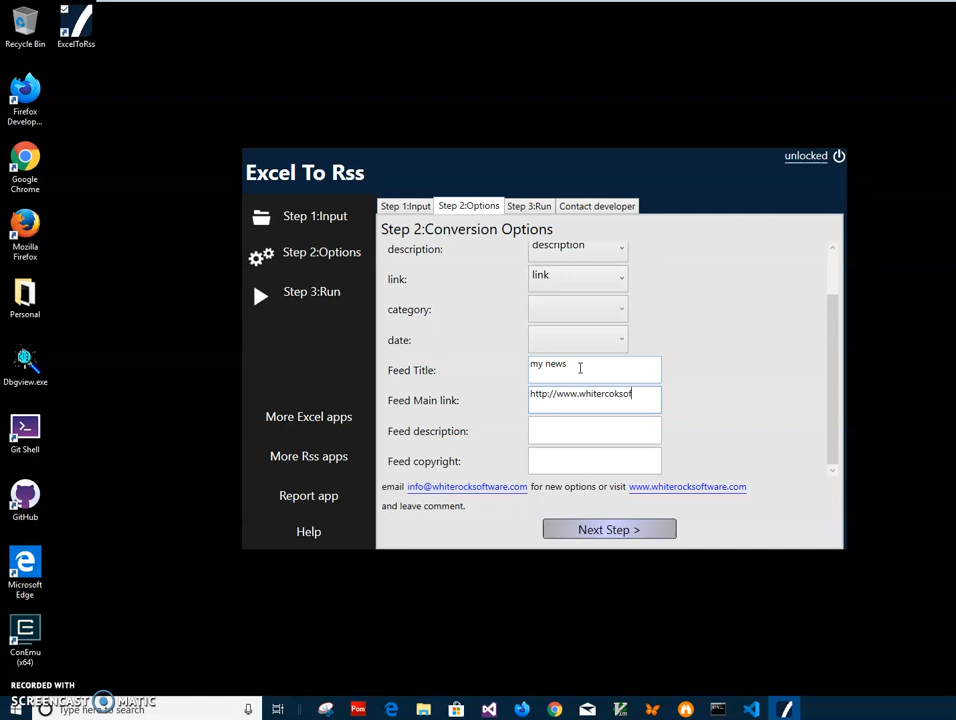 Recycle Bin
ExcelToRss
Firefox
Develop...
Google
Chrome
Mozilla
Firefox
Personal
Dbgview.exe
Git Shell
GitHub
Microsoft
Edge
ConEmu
(x64)
unlocked
Excel To Rss
Step 1:Input
Step 2:Options
Step 3:Run
More Excel apps
More Rss apps
Report app
Help
Step 1:Input
Step 2:Options
Step 3:Run
Contact developer
Step 2:Conversion Options
description:
description
link:
link
category:
date:
Feed Title:
my news
Feed Main link:
http://www.whitercoksof
Feed description:
Feed copyright:
email info@whiterocksoftware.com for new options or visit www.whiterocksoftware.com
and leave comment.
Next Step >
RECORDED WITH
SCREENCAST MATIC
Type here to search
Pon